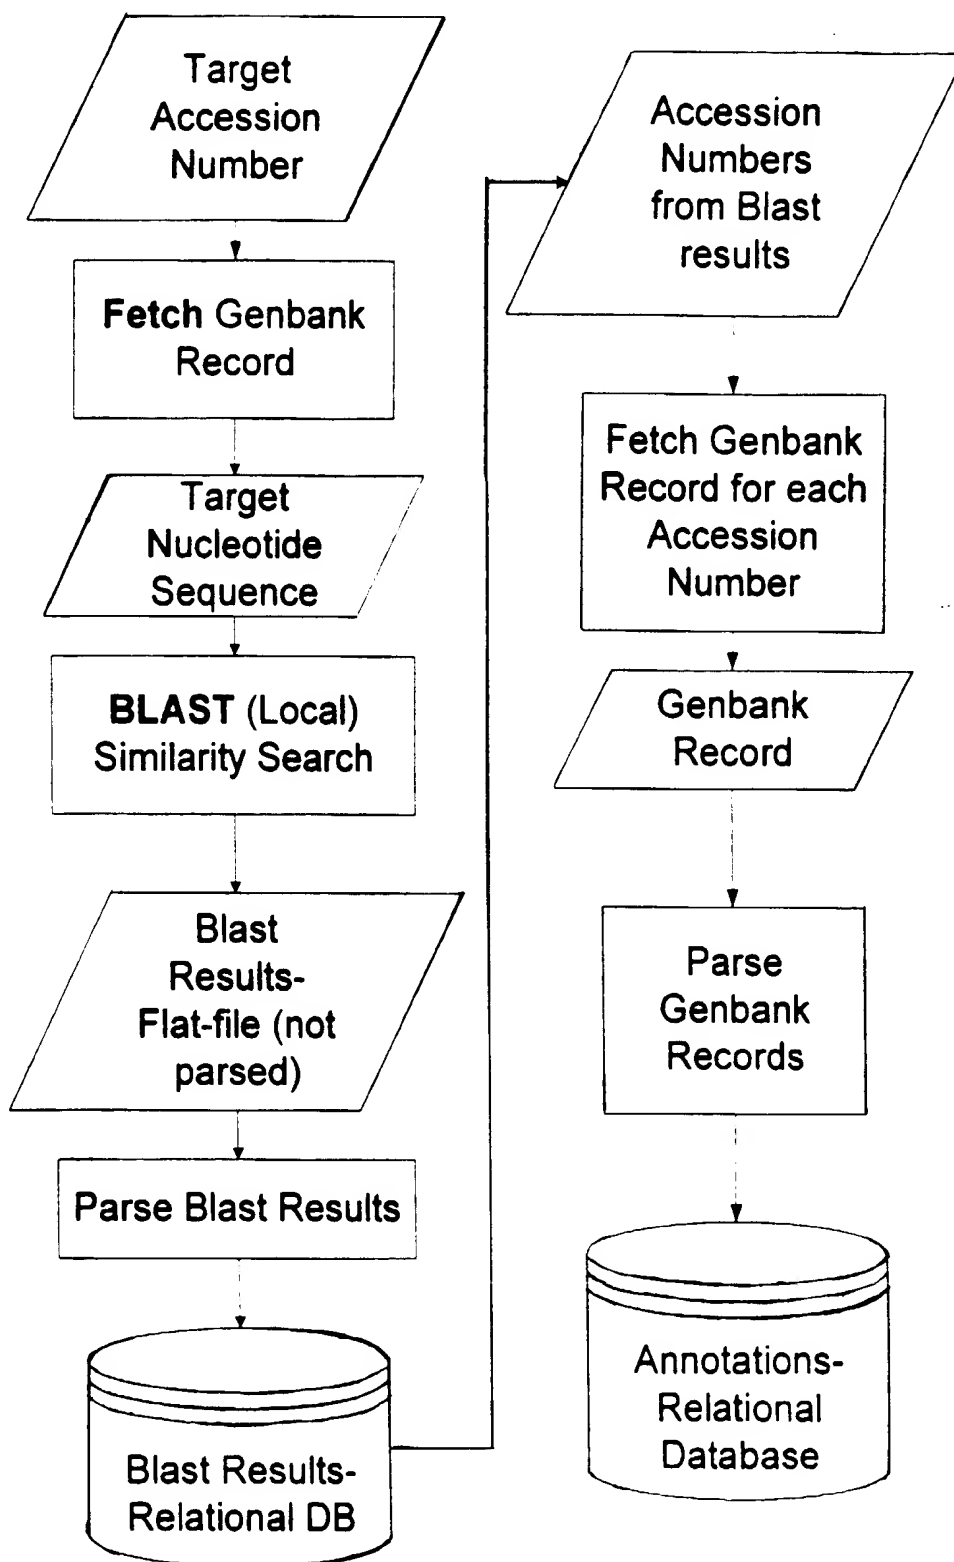 Target
Accession
Number
Fetch Genbank
Record
Target
Nucleotide
Sequence
BLAST (Local)
Similarity Search
Blast
Results-
Flat-file (not
parsed)
Parse Blast Results
Blast Results-
Relational DB
Accession
Numbers
from Blast
results
Fetch Genbank
Record for each
Accession
Number
Genbank
Record
Parse
Genbank
Records
Annotations-
Relational
Database